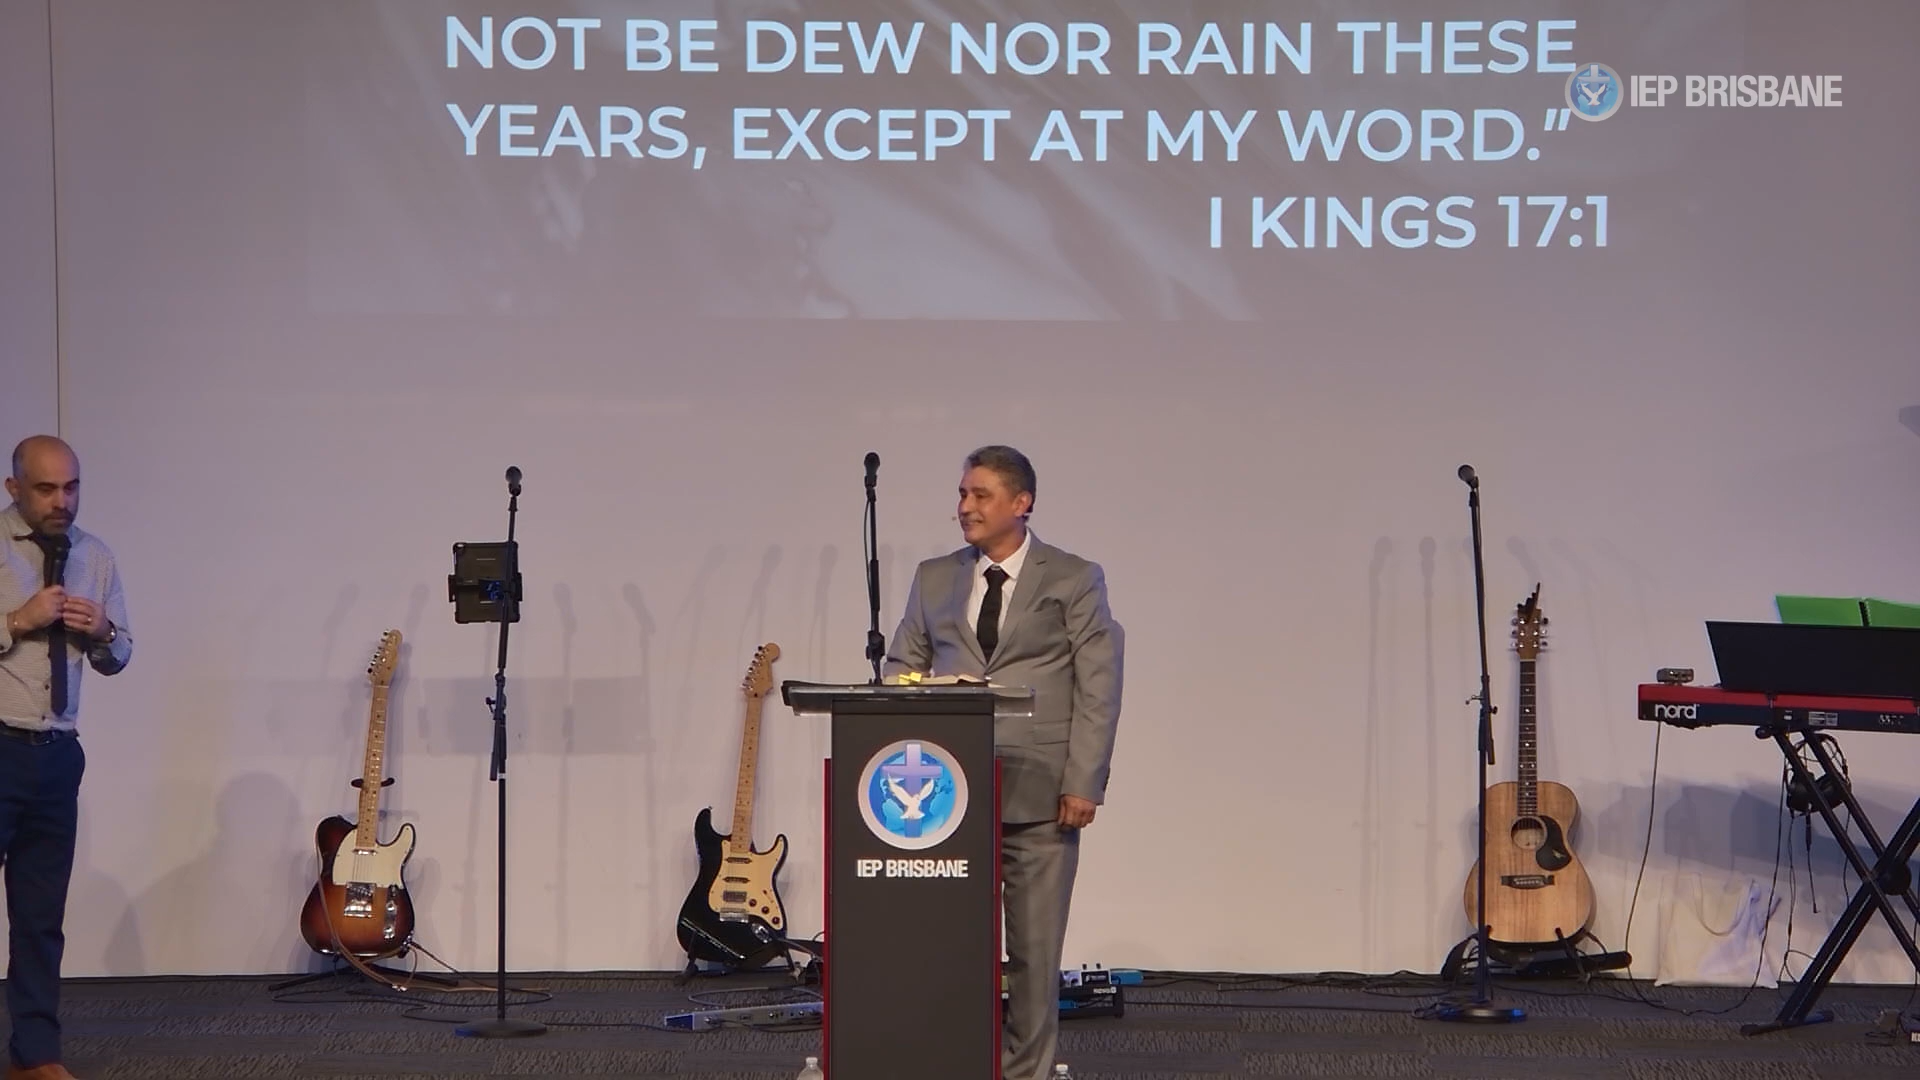 NOT BE DEW NOR RAIN THESE
YEARS, EXCEPT AT MY WORD.”
I KINGS 17:1
IEP BRISBANE
IEP BRISBANE
nord